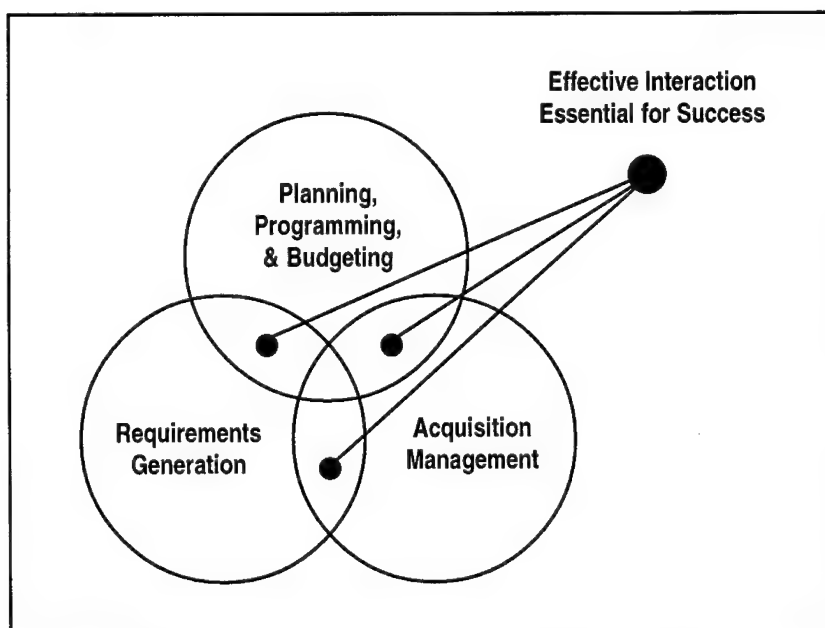 Effective Interaction
Essential for Success
Planning,
Programming,
& Budgeting
Requirements
Generation
Acquisition
Management